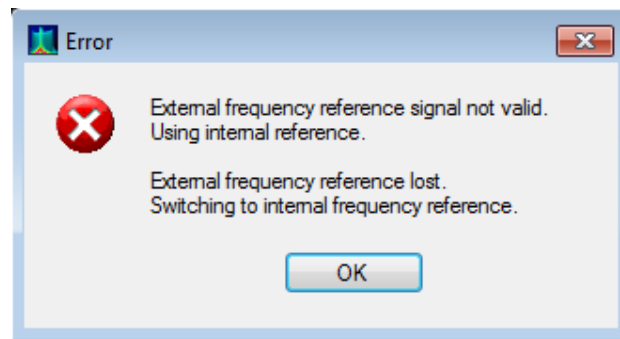 Error
External frequency reference signal not valid.
Using internal reference.
External frequency reference lost.
Switching to internal frequency reference.
OK